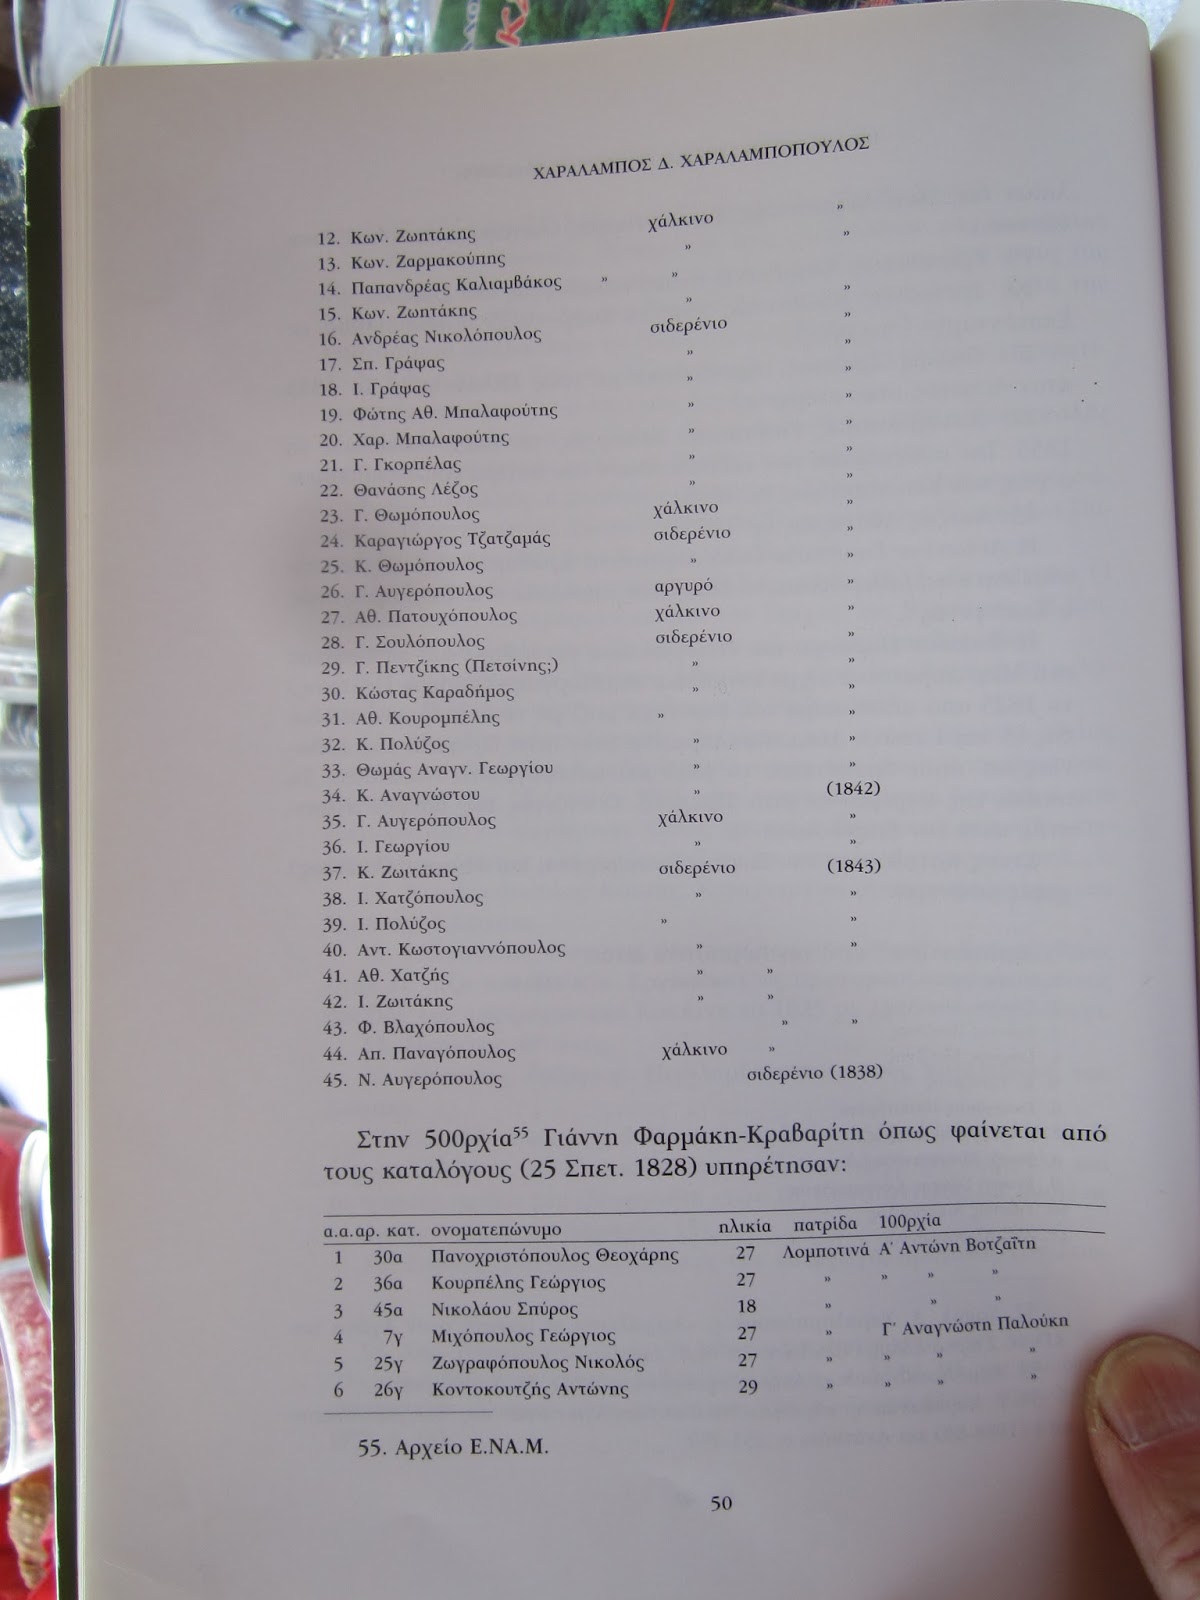 ΧΑΡΑΛΑΜΠΟΣ Δ. ΧΑΡΑΛΑΜΠΟΠΟΥΛΟΣ
12. Κων. Ζωητάκης χάλκινο »
13. Κων. Ζαρμακούπης » »
14. Παπανδρέας Καλιαμβάκος » »
15. Κων. Ζωητάκης » »
16. Ανδρέας Νικολόπουλος σιδερένιο »
17. Σπ. Γράψας » »
18. Ι. Γράψας » »
19. Φώτης Αθ. Μπαλαφούτης » »
20. Χαρ. Μπαλαφούτης » »
21. Γ. Γκορπέλας » »
22. Θανάσης Λέζος » »
23. Γ. Θωμόπουλος χάλκινο »
24. Καραγιώργος Τζατζαμάς σιδερένιο »
25. Κ. Θωμόπουλος » »
26. Γ. Αυγερόπουλος αργυρό »
27. Αθ. Πατουχόπουλος χάλκινο »
28. Γ. Σουλόπουλος σιδερένιο »
29. Γ. Πεντζίκης (Πετσίνης;) » »
30. Κώστας Καραδήμος » »
31. Αθ. Κουρομπέλης » »
32. Κ. Πολύζος » »
33. Θωμάς Αναγν. Γεωργίου » »
34. Κ. Αναγνώστου » (1842)
35. Γ. Αυγερόπουλος χάλκινο »
36. Ι. Γεωργίου » »
37. Κ. Ζωιτάκης σιδερένιο (1843)
38. Ι. Χατζόπουλος » »
39. Ι. Πολύζος » »
40. Αντ. Κωστογιαννόπουλος » »
41. Αθ. Χατζής » »
42. Ι. Ζωιτάκης » »
43. Φ. Βλαχόπουλος » »
44. Απ. Παναγόπουλος χάλκινο »
45. Ν. Αυγερόπουλος σιδερένιο (1838)
Στην 500ρχία55 Γιάννη Φαρμάκη-Κραβαρίτη όπως φαίνεται από
τους καταλόγους (25 Σπετ. 1828) υπηρέτησαν:
α.α. αρ. κατ. ονοματεπώνυμο ηλικία πατρίδα 100ρχία
1 30α Πανοχριστόπουλος Θεοχάρης 27 Λομποτινά Α' Αντώνη Βοτζαΐτη
2 36α Κουρπέλης Γεώργιος 27 » » » »
3 45α Νικολάου Σπύρος 18 » » »
4 7γ Μιχόπουλος Γεώργιος 27 » Γ' Αναγνώστη Παλούκη
5 25γ Ζωγραφόπουλος Νικολός 27 » » » »
6 26γ Κοντοκουτζής Αντώνης 29 » » » »
55. Αρχείο Ε.ΝΑ.Μ.
50